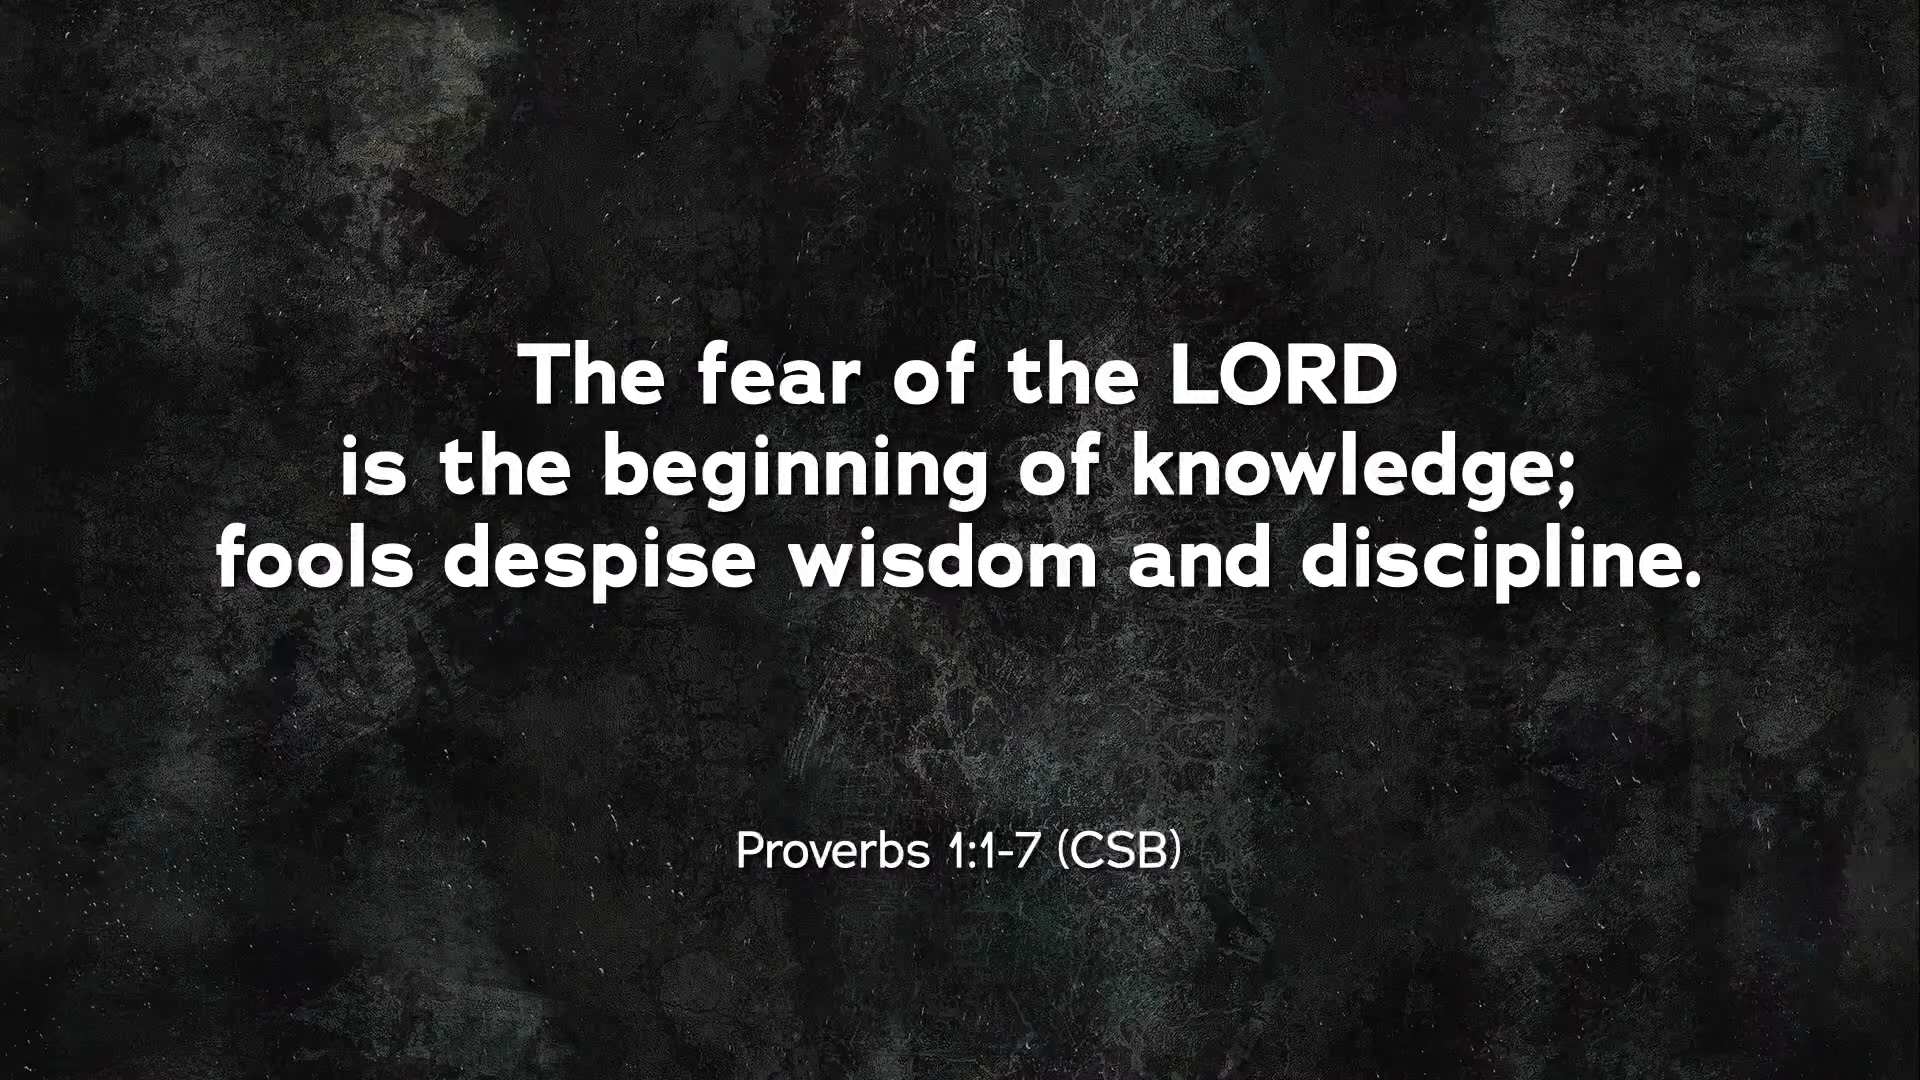 The fear of the LORD
is the beginning of knowledge;
fools despise wisdom and discipline.
Proverbs 1:1-7 (CSB)